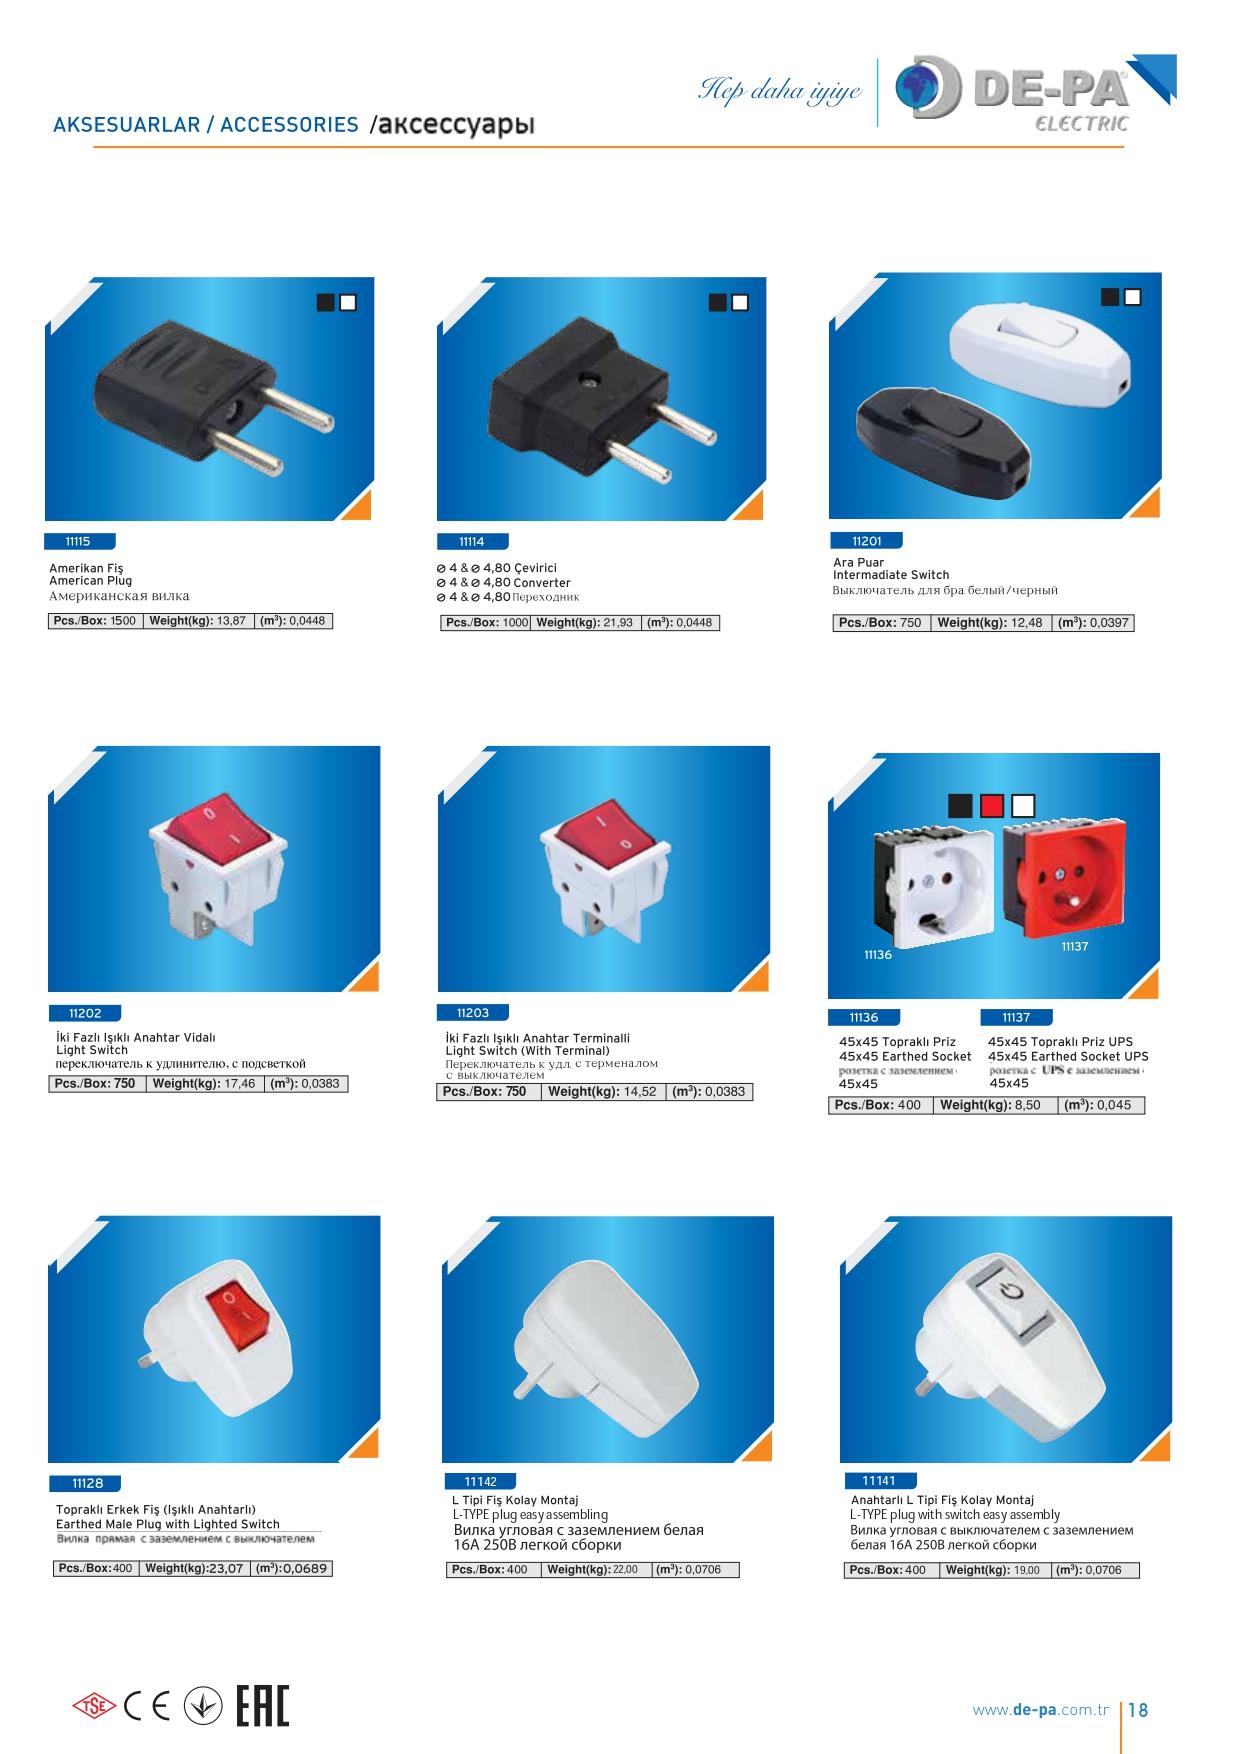 Hep daha iyiye
DE-PA®
ELECTRIC
AKSESUARLAR / ACCESSORIES /аксессуары
11115
Amerikan Fiş
American Plug
Американская вилка
Pcs./Box: 1500 Weight(kg): 13,87 (m³): 0,0448
11114
⌀ 4 & ⌀ 4,80 Çevirici
⌀ 4 & ⌀ 4,80 Converter
⌀ 4 & ⌀ 4,80 Переходник
Pcs./Box: 1000 Weight(kg): 21,93 (m³): 0,0448
11201
Ara Puar
Intermadiate Switch
Выключатель для бра белый/черный
Pcs./Box: 750 Weight(kg): 12,48 (m³): 0,0397
11202
İki Fazlı Işıklı Anahtar Vidalı
Light Switch
переключатель к удлинителю, с подсветкой
Pcs./Box: 750 Weight(kg): 17,46 (m³): 0,0383
11203
İki Fazlı Işıklı Anahtar Terminalli
Light Switch (With Terminal)
Переключатель к удл. с терменалом
с выключателем
Pcs./Box: 750 Weight(kg): 14,52 (m³): 0,0383
11136
11137
11136
45x45 Topraklı Priz
45x45 Earthed Socket
розетка с заземлением
45x45
11137
45x45 Topraklı Priz UPS
45x45 Earthed Socket UPS
розетка с UPS с заземлением
45x45
Pcs./Box: 400 Weight(kg): 8,50 (m³): 0,045
11128
Topraklı Erkek Fiş (Işıklı Anahtarlı)
Earthed Male Plug with Lighted Switch
Вилка прямая с заземлением с выключателем
Pcs./Box: 400 Weight(kg): 23,07 (m³): 0,0689
11142
L Tipi Fiş Kolay Montaj
L-TYPE plug easy assembling
Вилка угловая с заземлением белая
16А 250В легкой сборки
Pcs./Box: 400 Weight(kg): 22,00 (m³): 0,0706
11141
Anahtarlı L Tipi Fiş Kolay Montaj
L-TYPE plug with switch easy assembly
Вилка угловая с выключателем с заземлением
белая 16А 250В легкой сборки
Pcs./Box: 400 Weight(kg): 19,00 (m³): 0,0706
TSE CE EAC
www.de-pa.com.tr 18